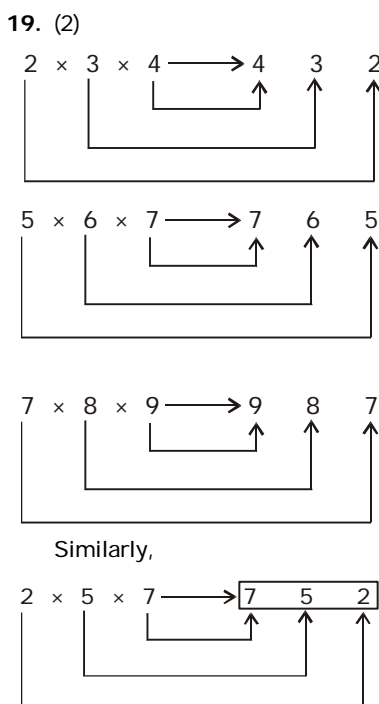 19. (2)
2 × 3 × 4 → 4 3 2
5 × 6 × 7 → 7 6 5
7 × 8 × 9 → 9 8 7
Similarly,
2 × 5 × 7 → 7 5 2